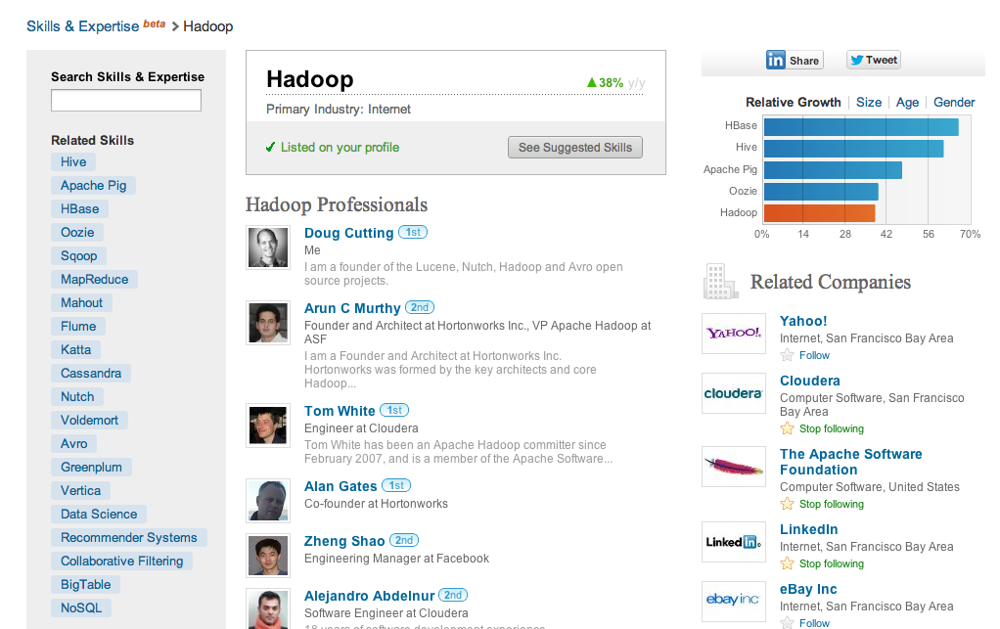 Skills & Expertise beta > Hadoop
Search Skills & Expertise
Related Skills
Hive
Apache Pig
HBase
Oozie
Sqoop
MapReduce
Mahout
Flume
Katta
Cassandra
Nutch
Voldemort
Avro
Greenplum
Vertica
Data Science
Recommender Systems
Collaborative Filtering
BigTable
NoSQL
Hadoop
▲38% y/y
Primary Industry: Internet
✔ Listed on your profile
See Suggested Skills
Hadoop Professionals
Doug Cutting 1st
Me
I am a founder of the Lucene, Nutch, Hadoop and Avro open
source projects.
Arun C Murthy 2nd
Founder and Architect at Hortonworks Inc., VP Apache Hadoop at
ASF
I am a Founder and Architect at Hortonworks Inc.
Hortonworks was formed by the key architects and core
Hadoop...
Tom White 1st
Engineer at Cloudera
Tom White has been an Apache Hadoop committer since
February 2007, and is a member of the Apache Software...
Alan Gates 1st
Co-founder at Hortonworks
Zheng Shao 2nd
Engineering Manager at Facebook
Alejandro Abdelnur 2nd
Software Engineer at Cloudera
18 years of software development experience
in Share
Tweet
Relative Growth | Size | Age | Gender
HBase
Hive
Apache Pig
Oozie
Hadoop
0% 14 28 42 56 70%
Related Companies
YAHOO!
Yahoo!
Internet, San Francisco Bay Area
Follow
cloudera
Cloudera
Computer Software, San Francisco
Bay Area
Stop following
The Apache Software
Foundation
Computer Software, United States
Stop following
Linked in
LinkedIn
Internet, San Francisco Bay Area
Stop following
ebay inc
eBay Inc
Internet, San Francisco Bay Area
Follow